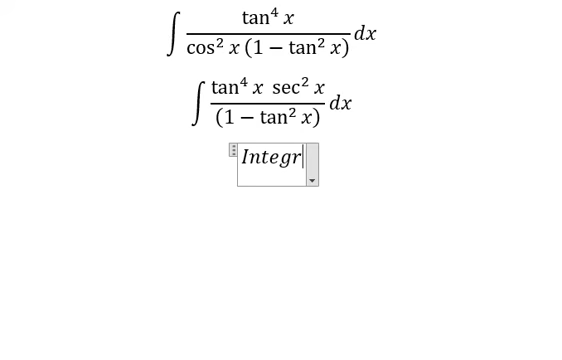 ∫ tan⁴ x / cos² x (1 − tan² x) dx
∫ tan⁴ x sec² x / (1 − tan² x) dx
Integr